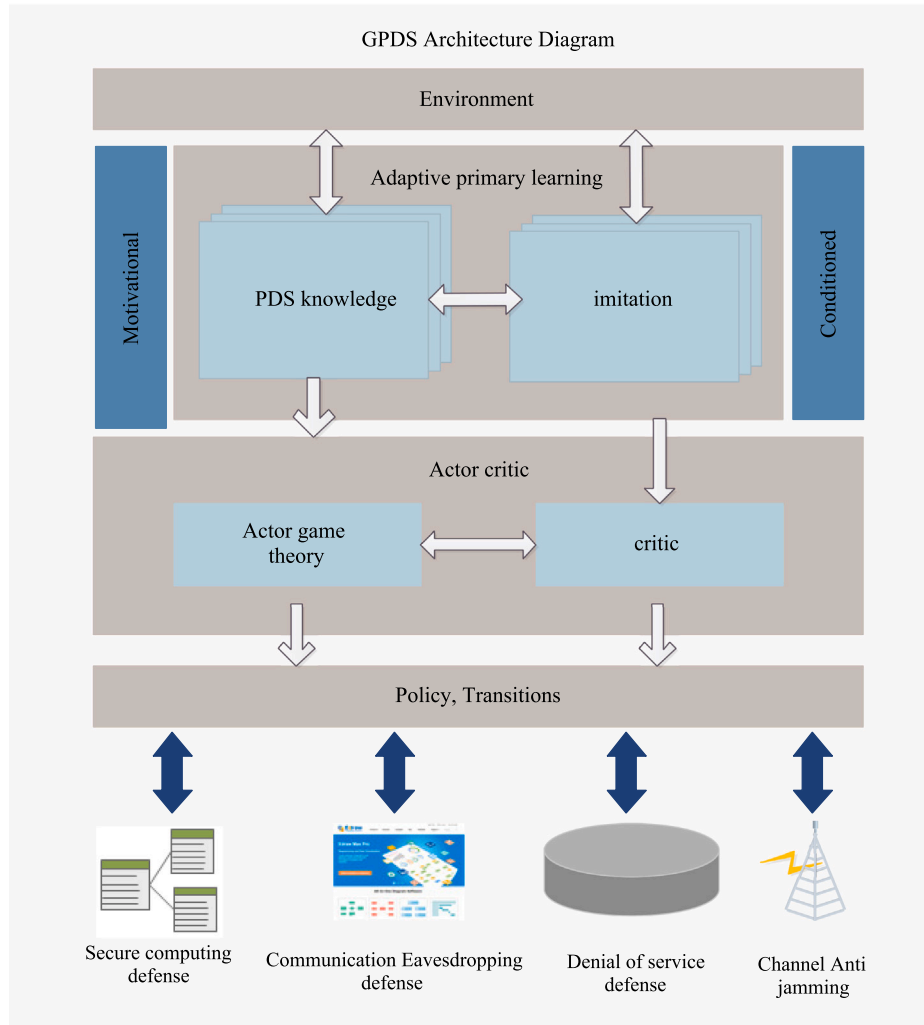 GPDS Architecture Diagram
Environment
Adaptive primary learning
Motivational
PDS knowledge
imitation
Conditioned
Actor critic
Actor game
theory
critic
Policy, Transitions
Secure computing
defense
Communication Eavesdropping
defense
Denial of service
defense
Channel Anti
jamming